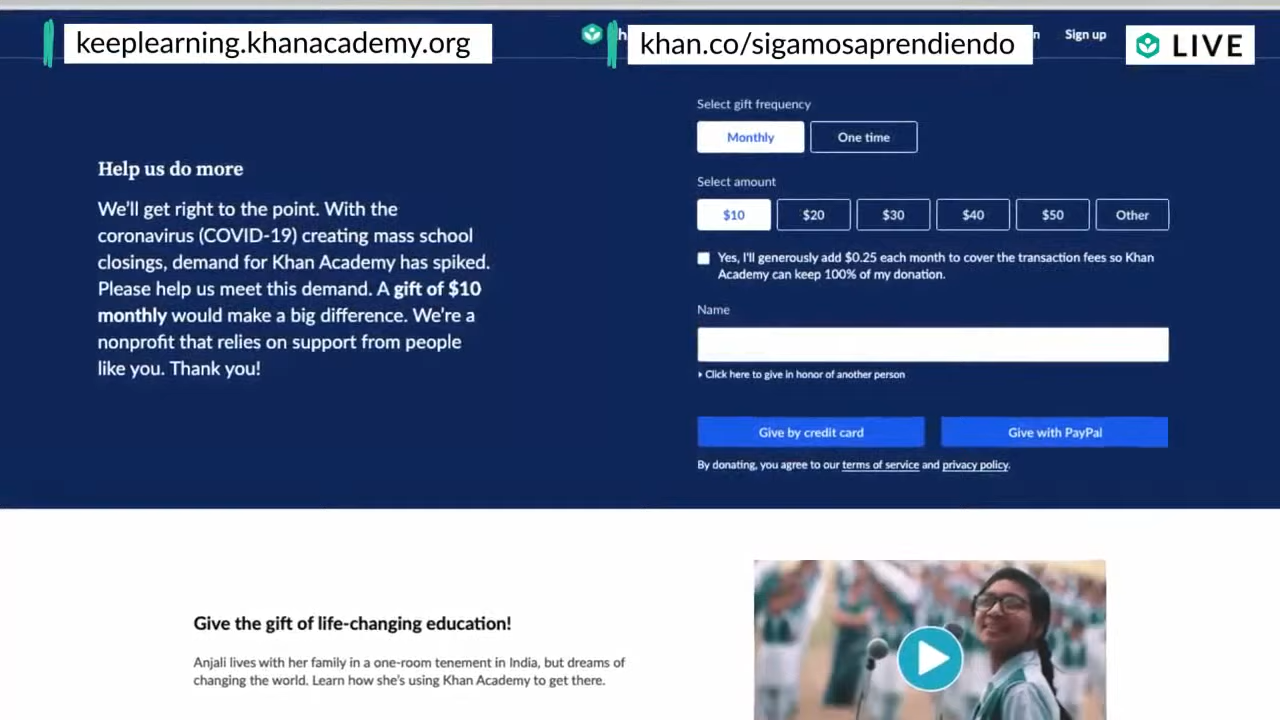 keeplearning.khanacademy.org
khan.co/sigamosaprendiendo
Sign up
LIVE
Select gift frequency
Monthly
One time
Help us do more
Select amount
We'll get right to the point. With the
coronavirus (COVID-19) creating mass school
closings, demand for Khan Academy has spiked.
Please help us meet this demand. A gift of $10
monthly would make a big difference. We're a
nonprofit that relies on support from people
like you. Thank you!
$10
$20
$30
$40
$50
Other
Yes, I'll generously add $0.25 each month to cover the transaction fees so Khan
Academy can keep 100% of my donation.
Name
Click here to give in honor of another person
Give by credit card
Give with PayPal
By donating, you agree to our terms of service and privacy policy.
Give the gift of life-changing education!
Anjali lives with her family in a one-room tenement in India, but dreams of
changing the world. Learn how she's using Khan Academy to get there.